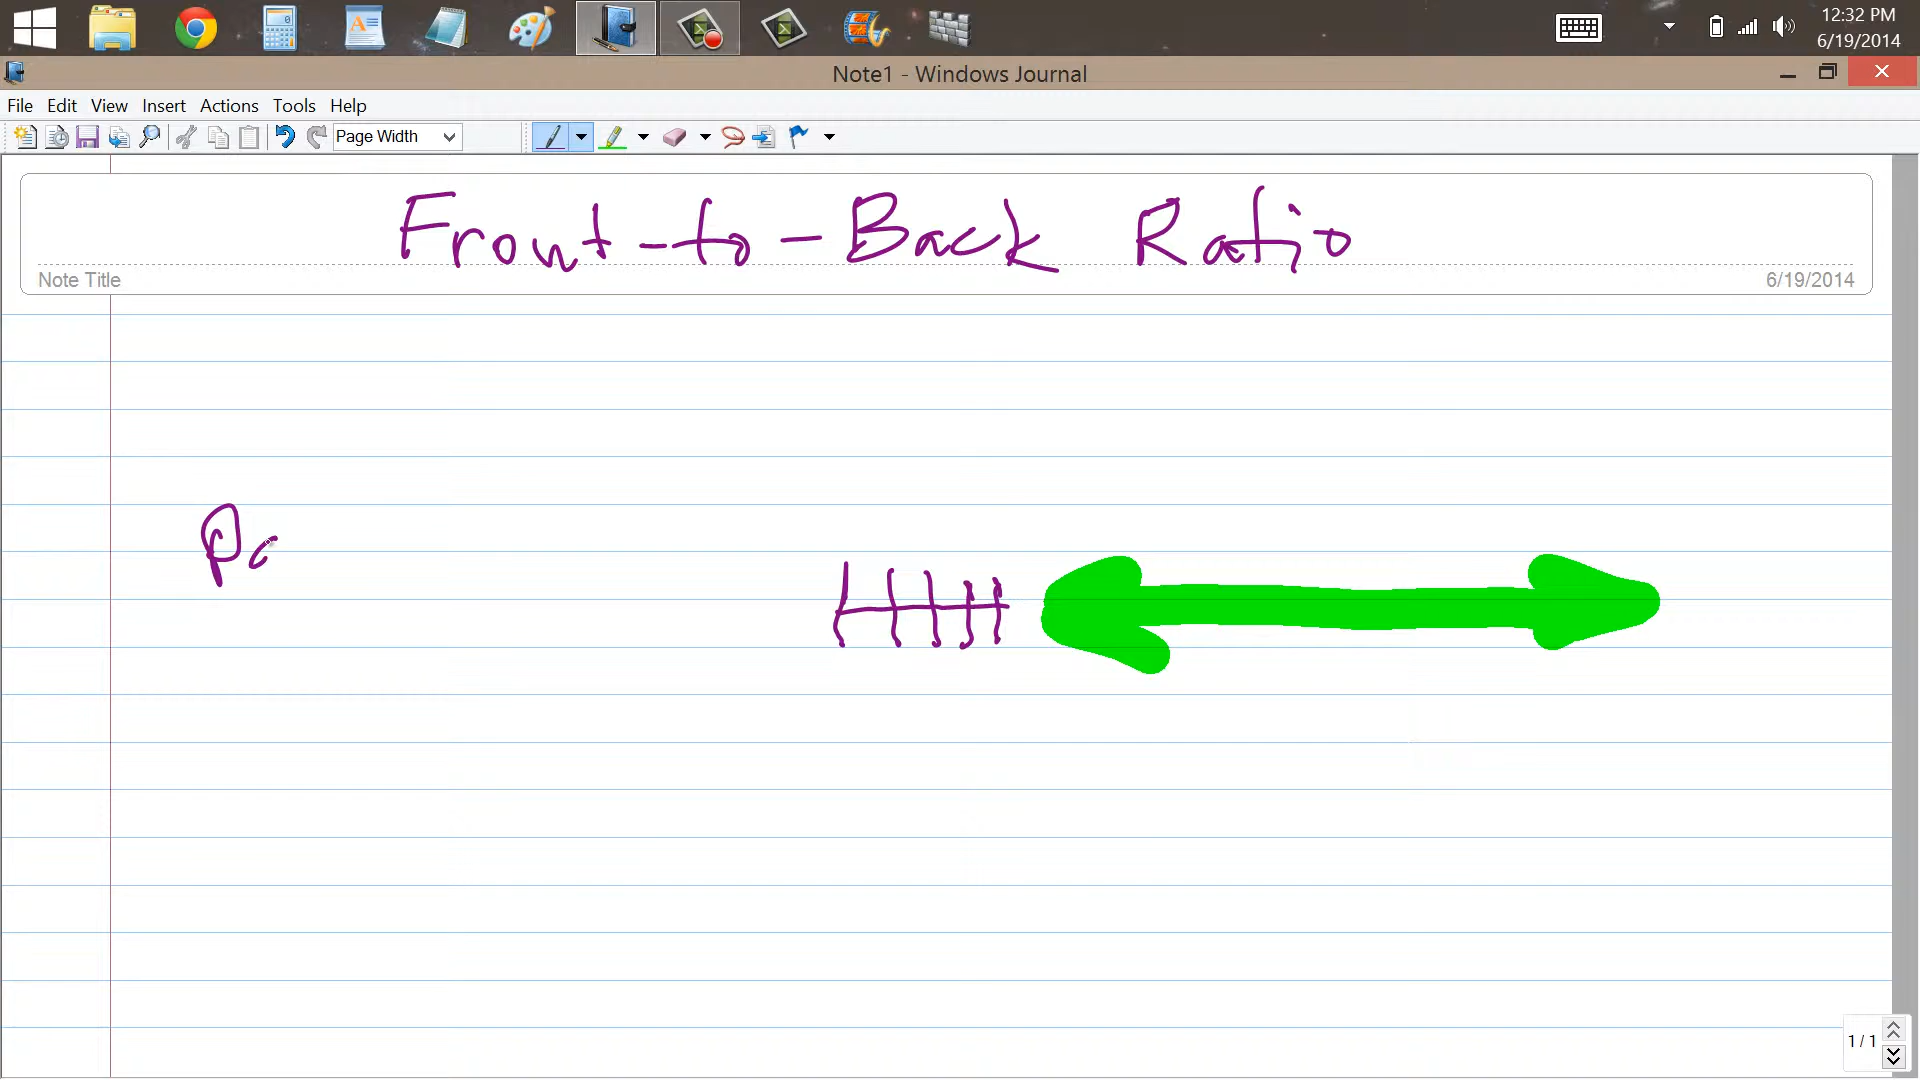 12:32 PM
6/19/2014
Note1 - Windows Journal
File Edit View Insert Actions Tools Help
Page Width
Front-to-Back Ratio
Note Title 6/19/2014
1 / 1